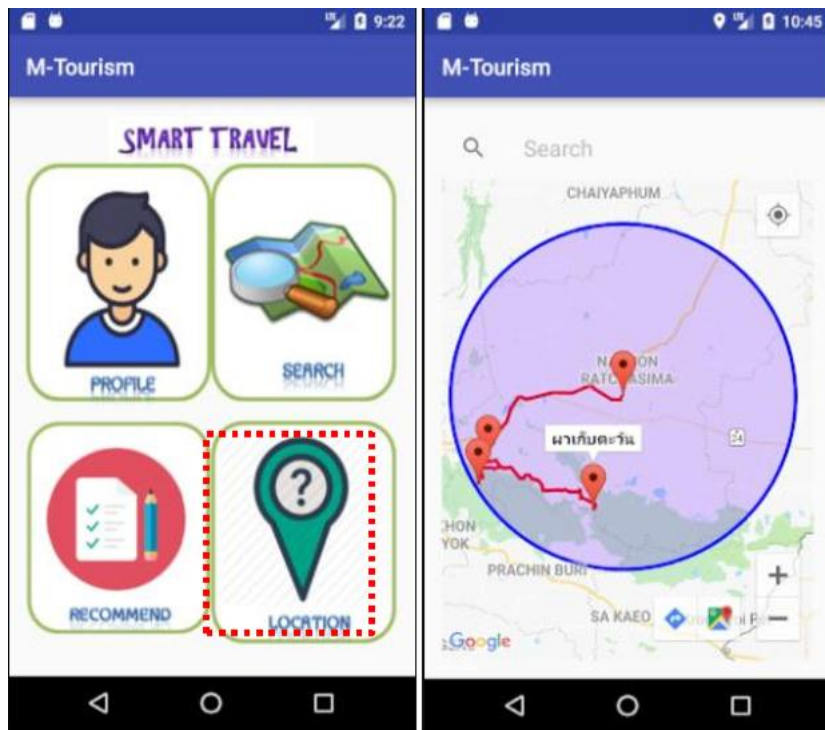 9:22
M-Tourism
SMART TRAVEL
PROFILE
SEARCH
RECOMMEND
LOCATION
10:45
M-Tourism
Search
CHAIYAPHUM
RATCHASIMA
24
ผาเก็บตะวัน
YOK
PRACHIN BURI
SA KAEO
Google